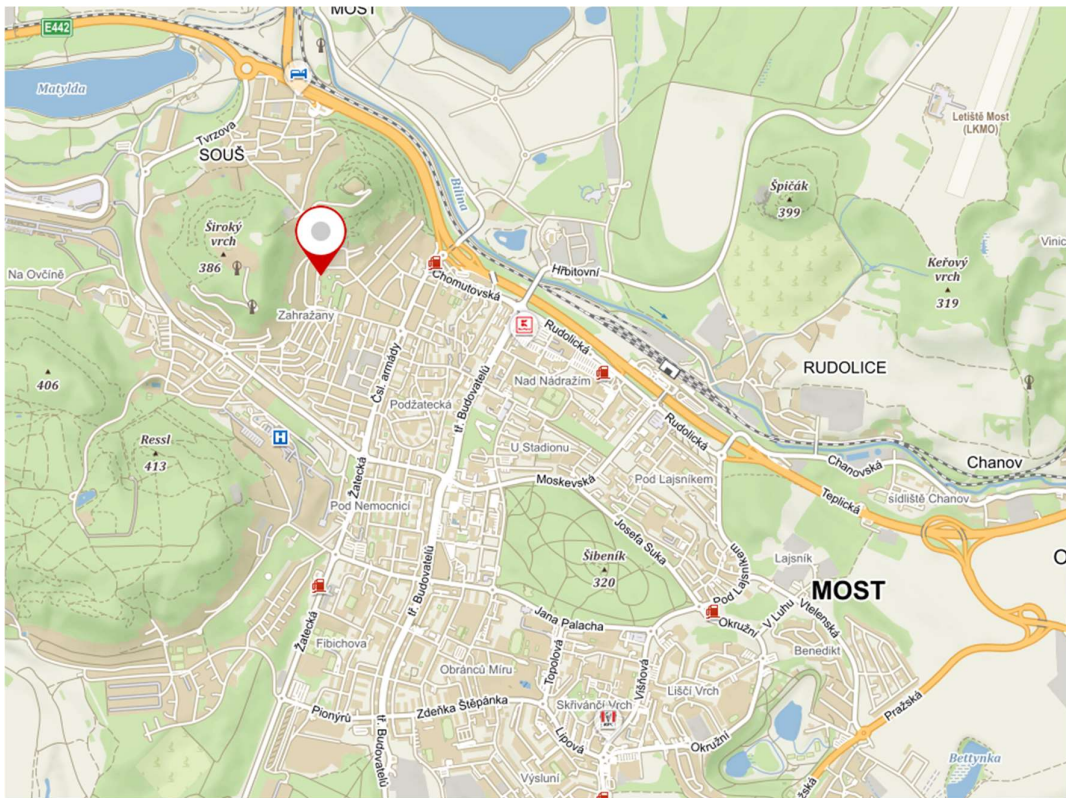 MOST
E442
Matylda
Letiště Most
(LKMO)
Tvrzova
SOUŠ
Bílina
Špičák
399
Široký
vrch
386
Na Ovčíně
Hřbitovní
Keřový
vrch
319
Chomutovská
Zahražany
Rudolická
RUDOLICE
406
Čsl. armády
tř. Budovatelů
Nad Nádražím
Podžatecká
Rudolická
H
Ressl
413
U Stadionu
Chanovská
Chanov
Žatecká
Moskevská
Pod Lajsníkem
Teplická
sídliště Chanov
Pod Nemocnicí
Josefa Suka
tř. Budovatelů
Šibeník
320
Lajsník
Pod Lajsníkem
MOST
Jana Palacha
Okružní
V Luhu
Vtelenská
Žatecká
Fibichova
Benedikt
Obránců Míru
Topolová
Višňová
Liščí Vrch
Pionýrů
Zdeňka Štěpánka
Skřivánčí Vrch
Pražská
tř. Budovatelů
Lipová
Okružní
Výsluní
Bettynka